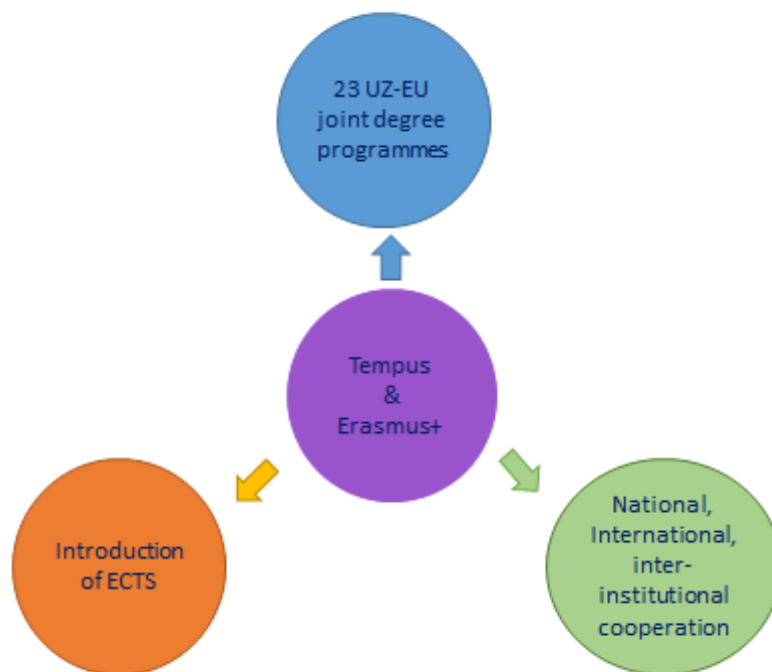 23 UZ-EU
joint degree
programmes
Tempus
&
Erasmus+
Introduction
of ECTS
National,
International,
inter-
institutional
cooperation